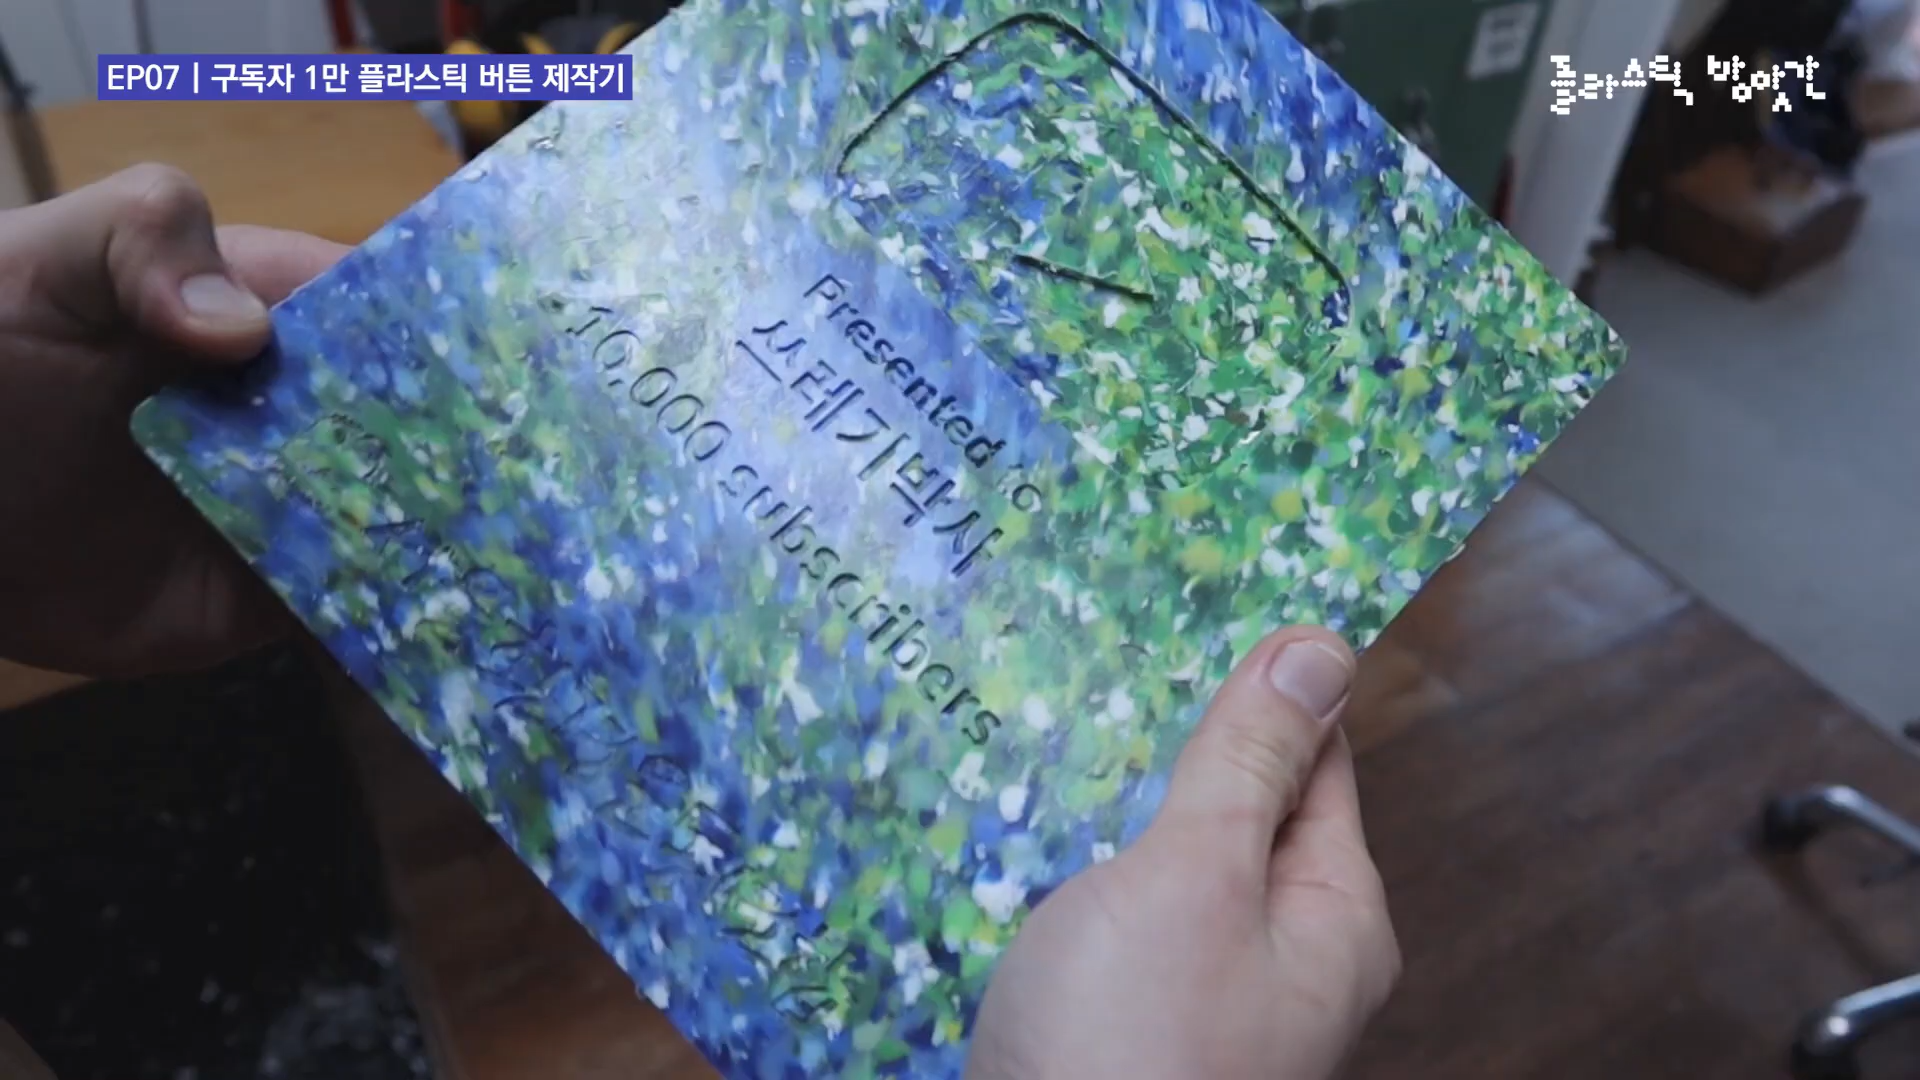 EP07 | 구독자 1만 플라스틱 버튼 제작기
플라스틱 방앗간
Presented to
쓰레기박사
10,000 subscribers